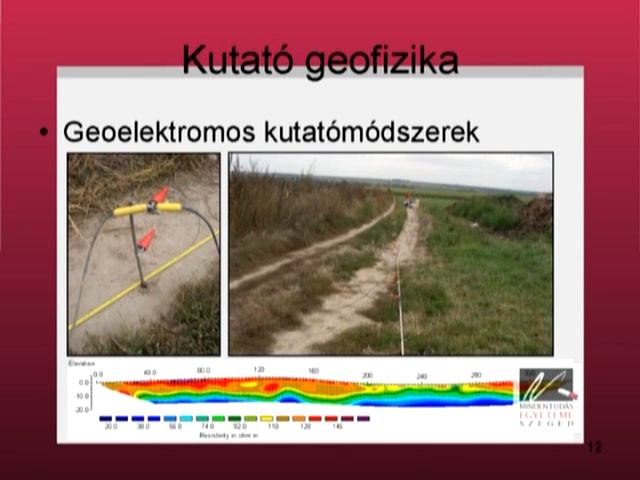 Kutató geofizika
• Geoelektromos kutatómódszerek
Elevation
0.0 40.0 80.0 120 160 200 240 280
0.0
-10.0
-20.0
20.0 38.0 56.0 74.0 92.0 110 128 146
Resistivity in ohm.m
MINDENTUDÁS
EGYETEME
SZEGED
12